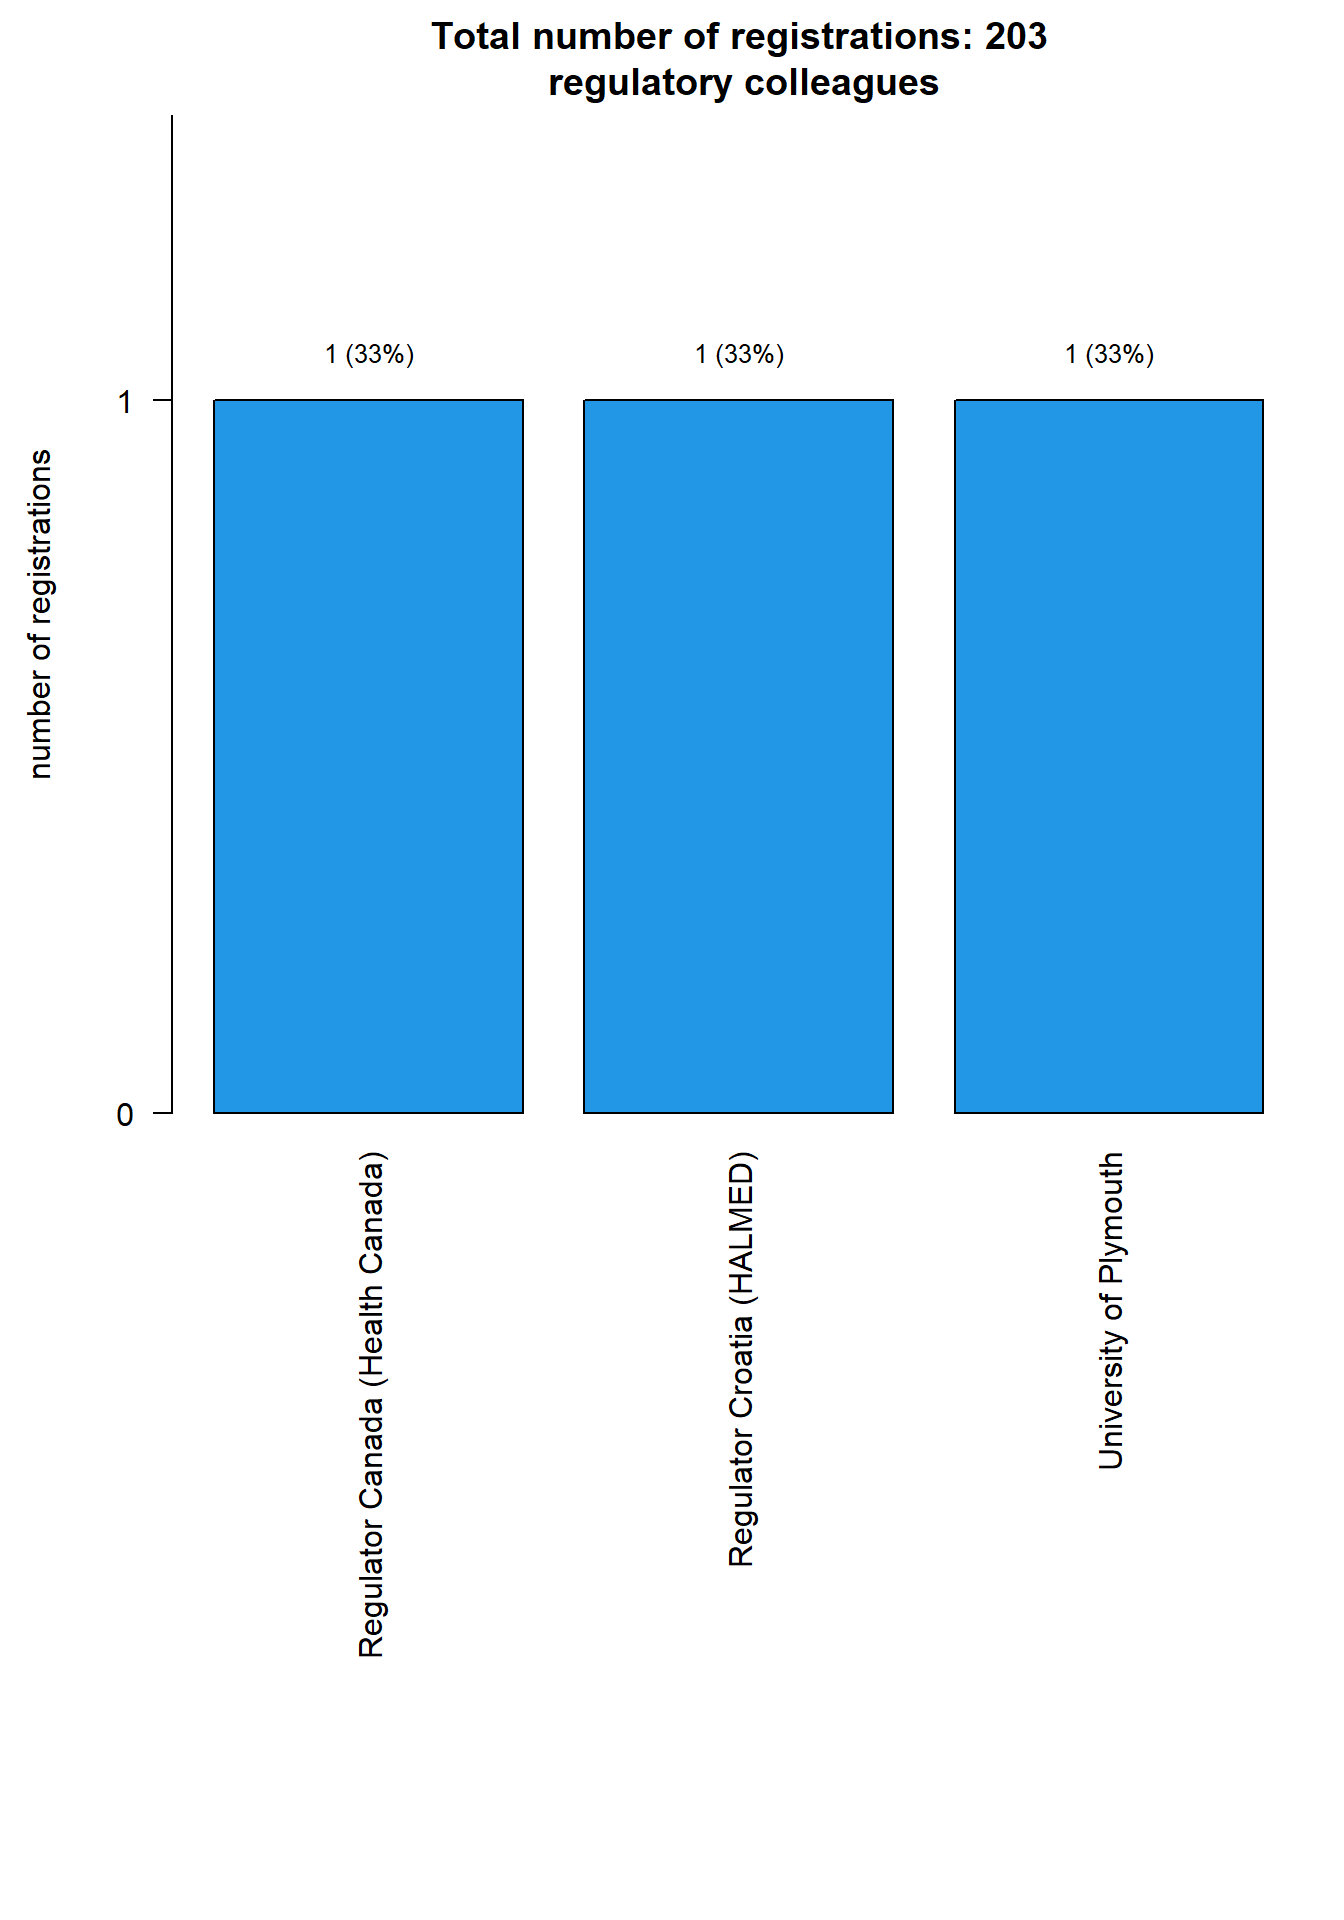 Total number of registrations: 203
regulatory colleagues
number of registrations
1
0
1 (33%)
1 (33%)
1 (33%)
Regulator Canada (Health Canada)
Regulator Croatia (HALMED)
University of Plymouth